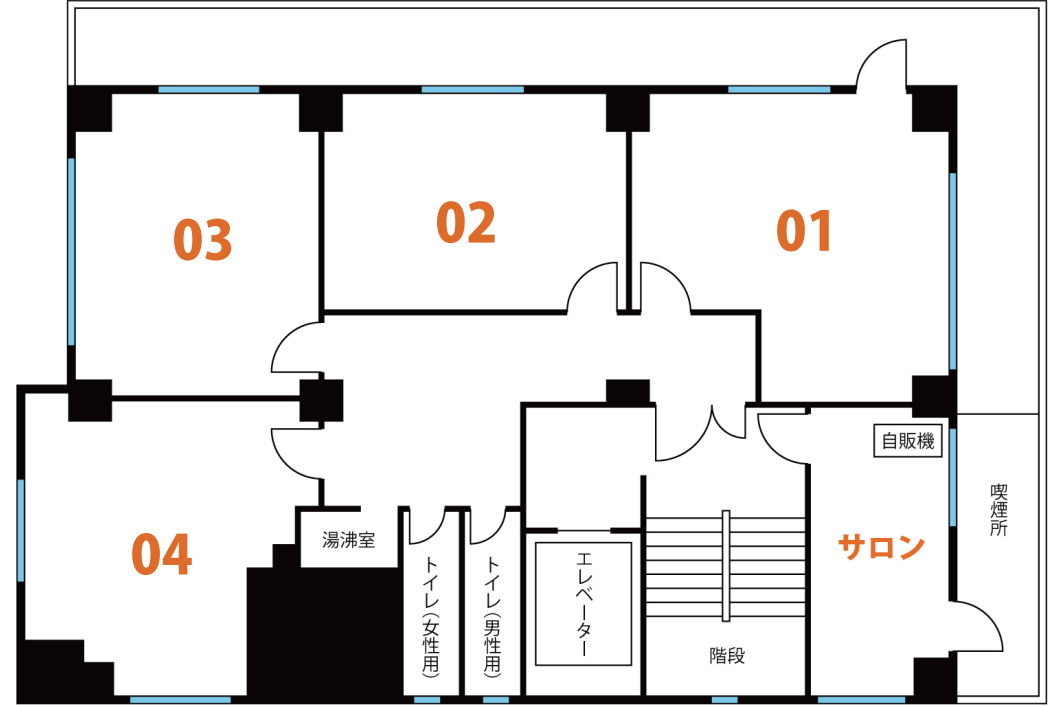 03
02
01
自販機
喫煙所
04
湯沸室
サロン
トイレ(女性用)
トイレ(男性用)
エレベーター
階段